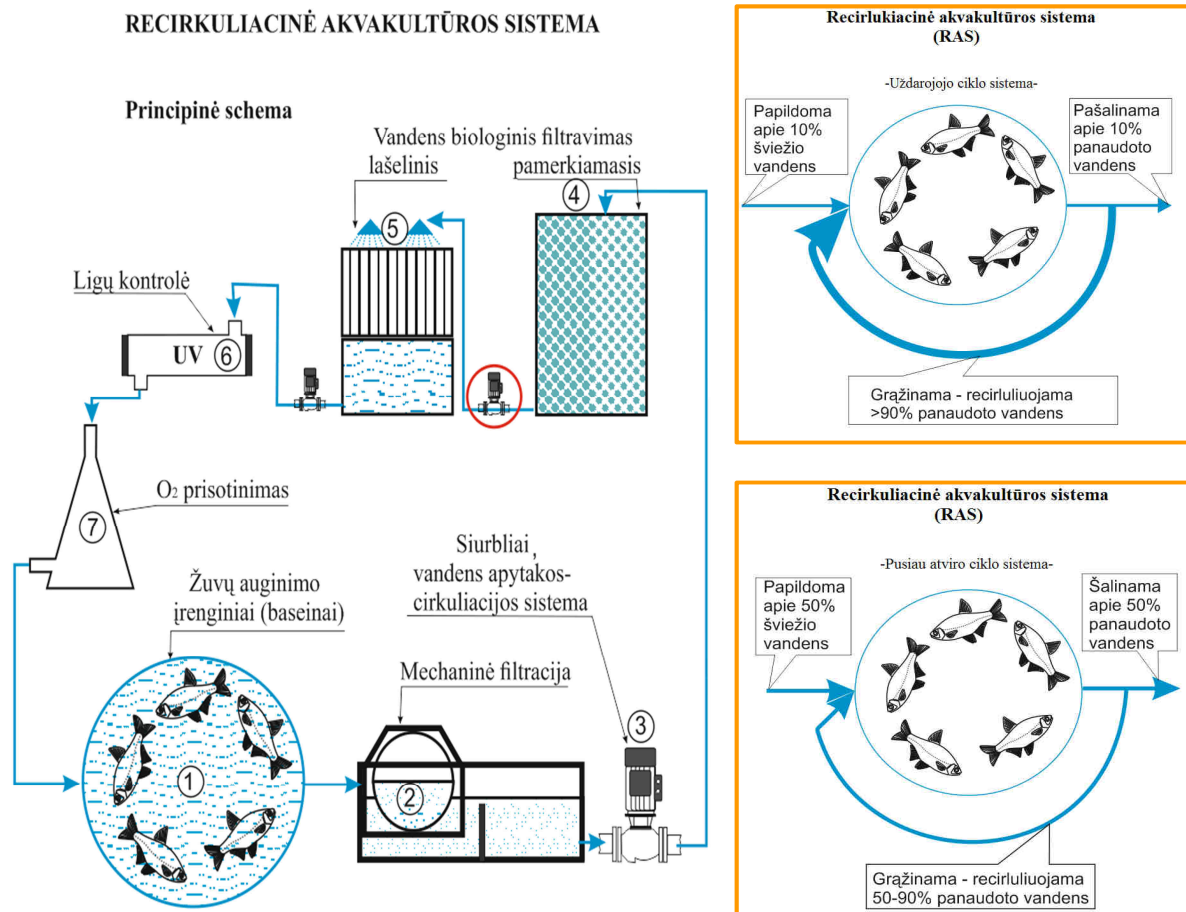 RECIRKULIACINĖ AKVAKULTŪROS SISTEMA
Principinė schema
Vandens biologinis filtravimas
lašelinis
pamerkiamasis
4
5
Ligų kontrolė
UV
6
O₂ prisotinimas
7
Žuvų auginimo
įrenginiai (baseinai)
1
Mechaninė filtracija
2
Siurbliai,
vandens apytakos-
cirkuliacijos sistema
3
Recirlukiacinė akvakultūros sistema
(RAS)
-Uždarojojo ciklo sistema-
Papildoma
apie 10%
šviežio
vandens
Pašalinama
apie 10%
panaudoto
vandens
Grąžinama - recirluliuojama
>90% panaudoto vandens
Recirkuliacinė akvakultūros sistema
(RAS)
-Pusiau atviro ciklo sistema-
Papildoma
apie 50%
šviežio
vandens
Šalinama
apie 50%
panaudoto
vandens
Grąžinama - recirluliuojama
50-90% panaudoto vandens